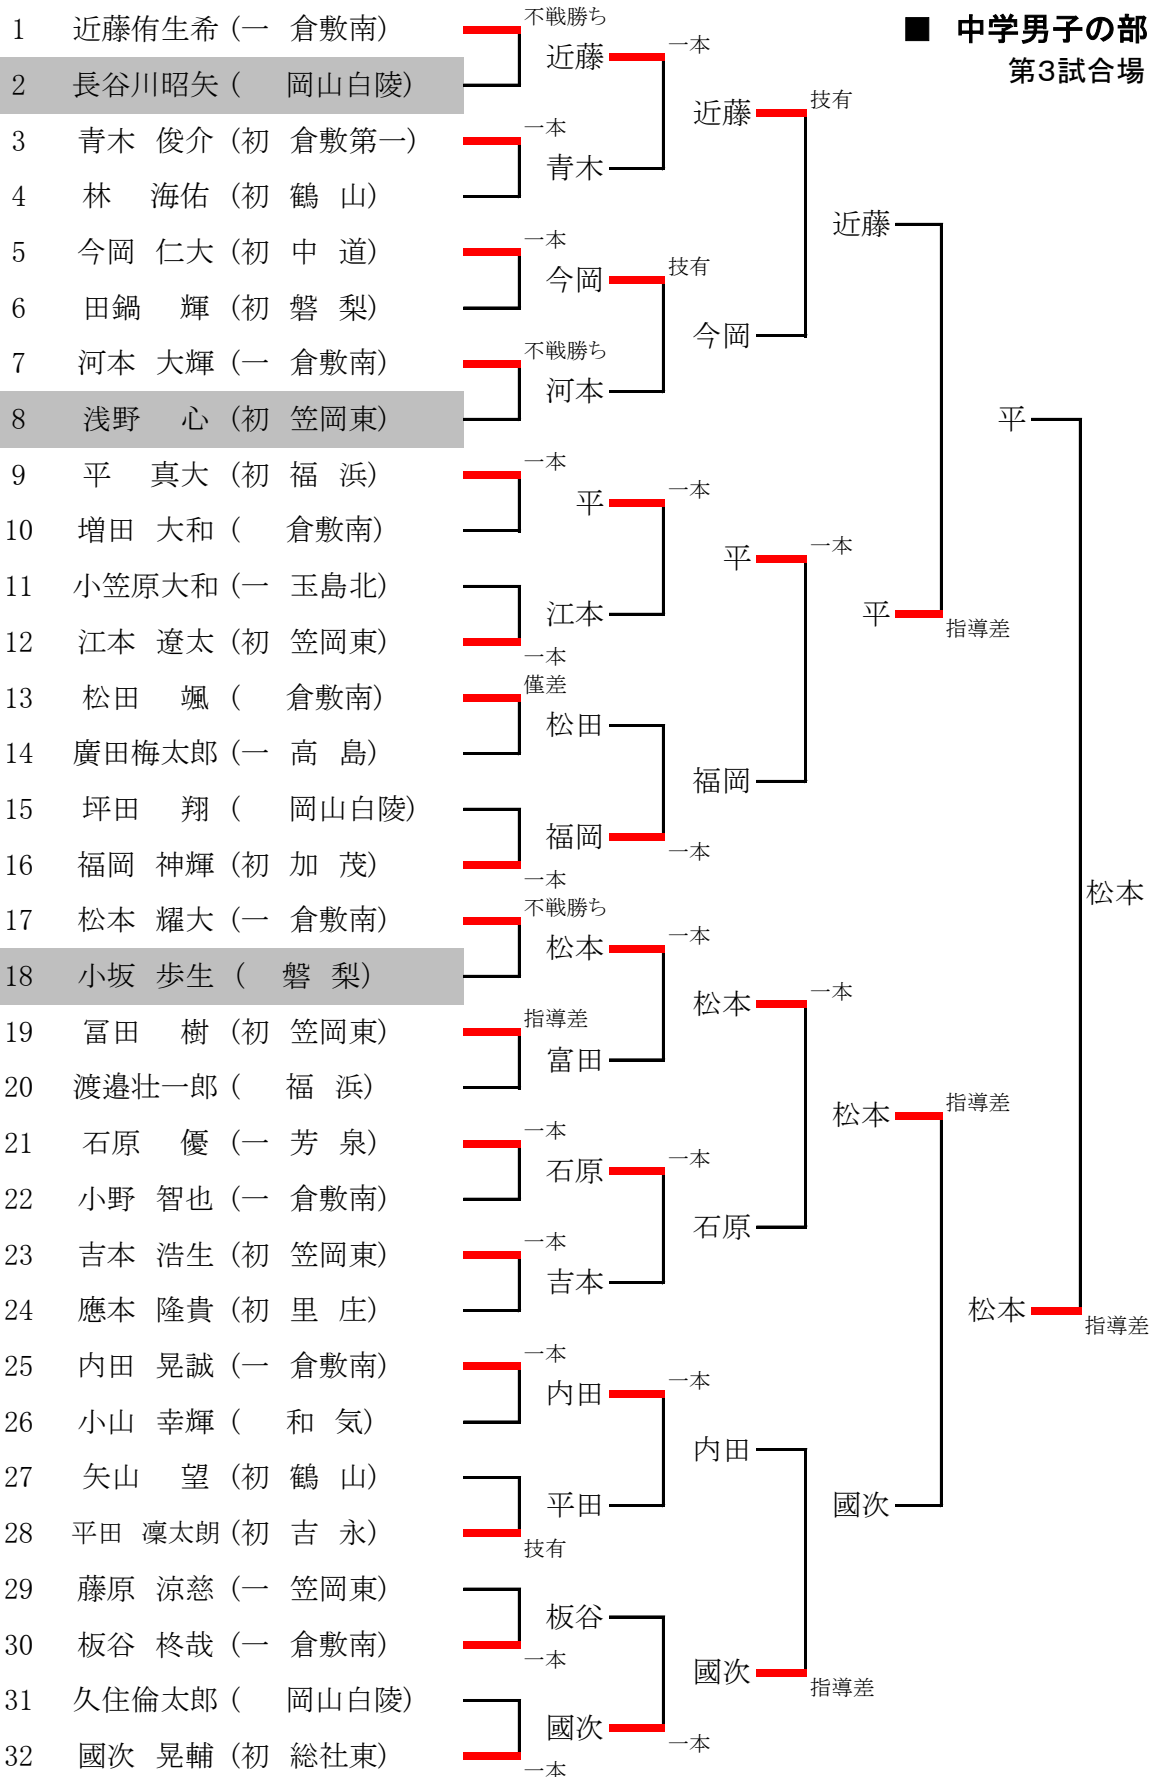 ■ 中学男子の部
第3試合場
1 近藤侑生希 (一 倉敷南)
2 長谷川昭矢 ( 岡山白陵)
3 青木 俊介 (初 倉敷第一)
4 林 海佑 (初 鶴 山)
5 今岡 仁大 (初 中 道)
6 田鍋 輝 (初 磐 梨)
7 河本 大輝 (一 倉敷南)
8 浅野 心 (初 笠岡東)
9 平 真大 (初 福 浜)
10 増田 大和 ( 倉敷南)
11 小笠原大和 (一 玉島北)
12 江本 遼太 (初 笠岡東)
13 松田 颯 ( 倉敷南)
14 廣田梅太郎 (一 高 島)
15 坪田 翔 ( 岡山白陵)
16 福岡 神輝 (初 加 茂)
17 松本 耀大 (一 倉敷南)
18 小坂 歩生 ( 磐 梨)
19 冨田 樹 (初 笠岡東)
20 渡邉壮一郎 ( 福 浜)
21 石原 優 (一 芳 泉)
22 小野 智也 (一 倉敷南)
23 吉本 浩生 (初 笠岡東)
24 應本 隆貴 (初 里 庄)
25 内田 晃誠 (一 倉敷南)
26 小山 幸輝 ( 和 気)
27 矢山 望 (初 鶴 山)
28 平田 凜太朗 (初 吉 永)
29 藤原 涼慈 (一 笠岡東)
30 板谷 柊哉 (一 倉敷南)
31 久住倫太郎 ( 岡山白陵)
32 國次 晃輔 (初 総社東)
不戦勝ち
近藤
一本
青木
一本
今岡
不戦勝ち
河本
一本
平
江本
一本
僅差
松田
福岡
一本
不戦勝ち
松本
指導差
富田
一本
石原
一本
吉本
一本
内田
平田
技有
板谷
一本
國次
一本
一本
近藤
技有
今岡
一本
平
福岡
一本
一本
松本
一本
石原
一本
内田
國次
一本
技有
近藤
一本
平
指導差
一本
松本
指導差
國次
指導差
平
松本
指導差
松本